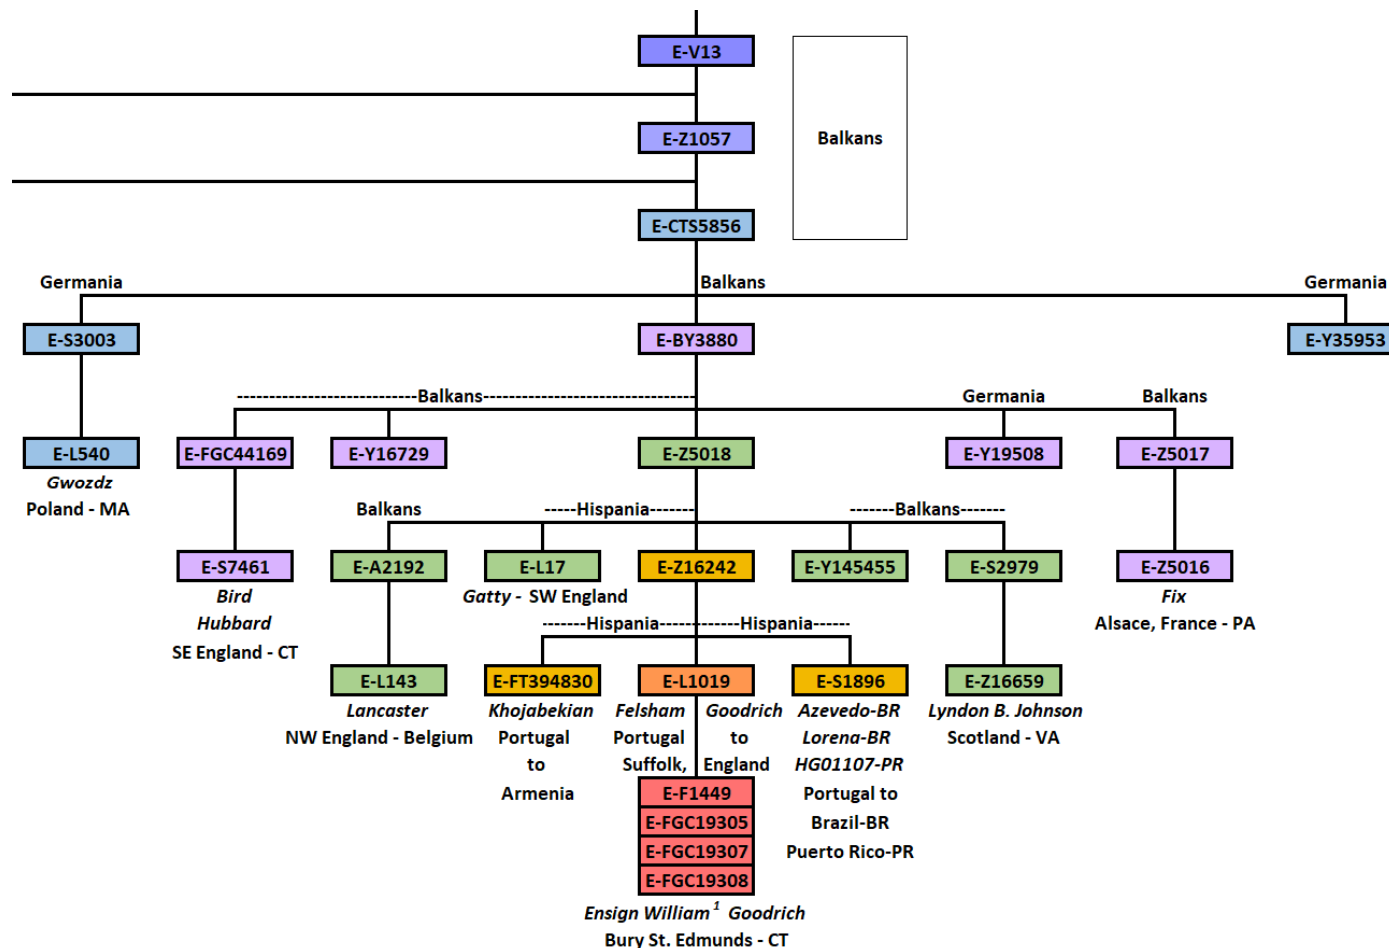 E-V13
Balkans
E-Z1057
E-CTS5856
Germania Balkans Germania
E-S3003 E-BY3880 E-Y35953
----------------------------Balkans--------------------------------- Germania Balkans
E-L540 E-FGC44169 E-Y16729 E-Z5018 E-Y19508 E-Z5017
Gwozdz
Poland - MA
Balkans -----Hispania------- -------Balkans-------
E-S7461 E-A2192 E-L17 E-Z16242 E-Y145455 E-S2979 E-Z5016
Bird Gatty - SW England Fix
Hubbard Alsace, France - PA
SE England - CT
-------Hispania------------Hispania-----
E-L143 E-FT394830 E-L1019 E-S1896 E-Z16659
Lancaster Khojabekian Felsham Goodrich Azevedo-BR Lyndon B. Johnson
NW England - Belgium Portugal Portugal to Lorena-BR Scotland - VA
to Suffolk, England HG01107-PR
Armenia E-F1449 Portugal to
E-FGC19305 Brazil-BR
E-FGC19307 Puerto Rico-PR
E-FGC19308
Ensign William 1 Goodrich
Bury St. Edmunds - CT